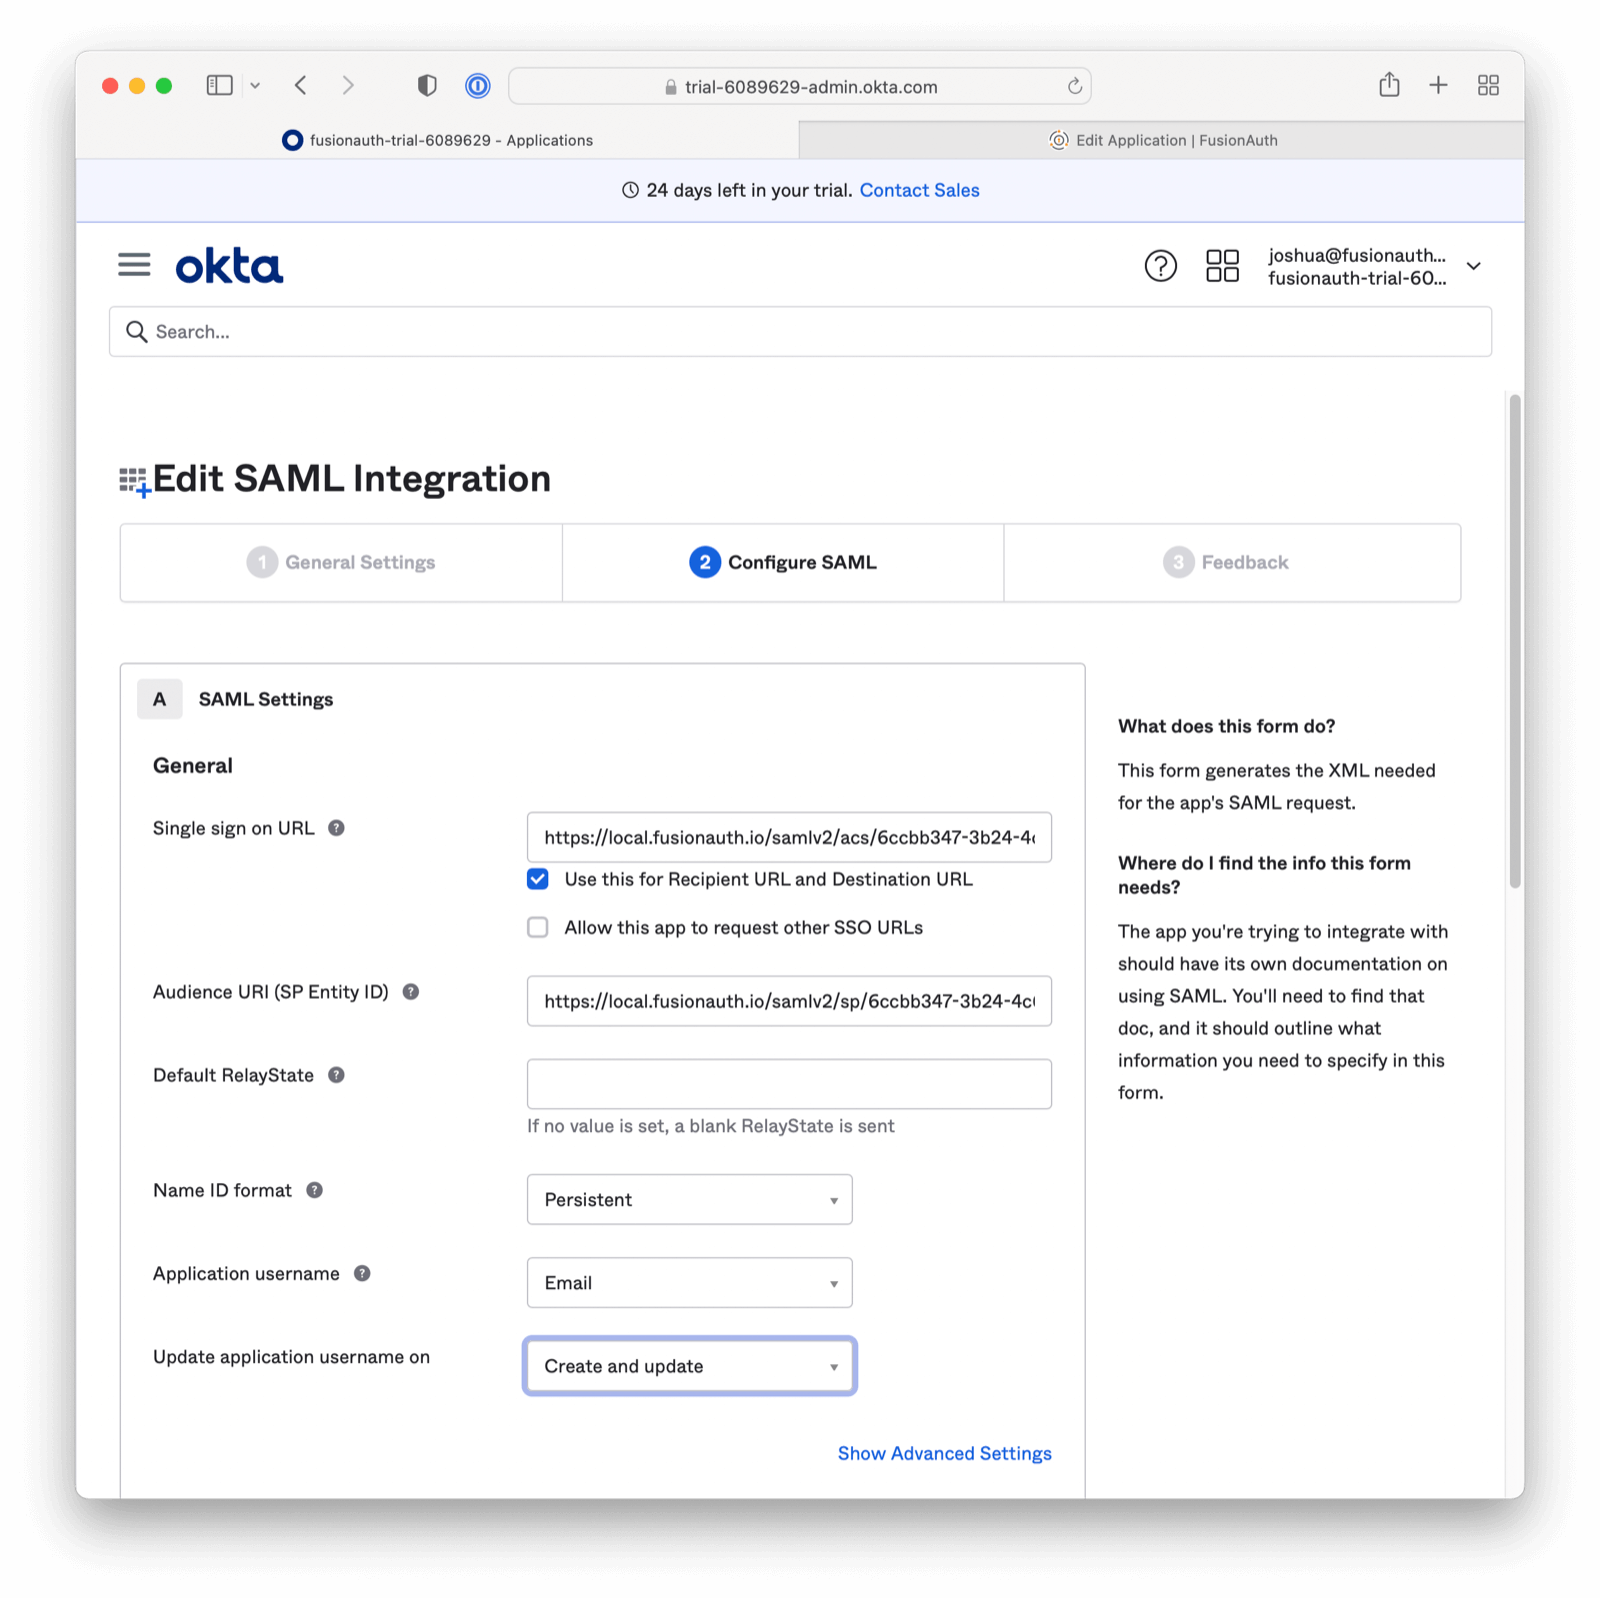 trial-6089629-admin.okta.com
fusionauth-trial-6089629 - Applications
Edit Application | FusionAuth
24 days left in your trial. Contact Sales
okta
joshua@fusionauth...
fusionauth-trial-60...
Search...
Edit SAML Integration
1 General Settings
2 Configure SAML
3 Feedback
A SAML Settings
General
Single sign on URL ?
https://local.fusionauth.io/samlv2/acs/6ccbb347-3b24-4
Use this for Recipient URL and Destination URL
Allow this app to request other SSO URLs
Audience URI (SP Entity ID) ?
https://local.fusionauth.io/samlv2/sp/6ccbb347-3b24-4c
Default RelayState ?
If no value is set, a blank RelayState is sent
Name ID format ?
Persistent
Application username ?
Email
Update application username on
Create and update
Show Advanced Settings
What does this form do?
This form generates the XML needed
for the app's SAML request.
Where do I find the info this form
needs?
The app you're trying to integrate with
should have its own documentation on
using SAML. You'll need to find that
doc, and it should outline what
information you need to specify in this
form.